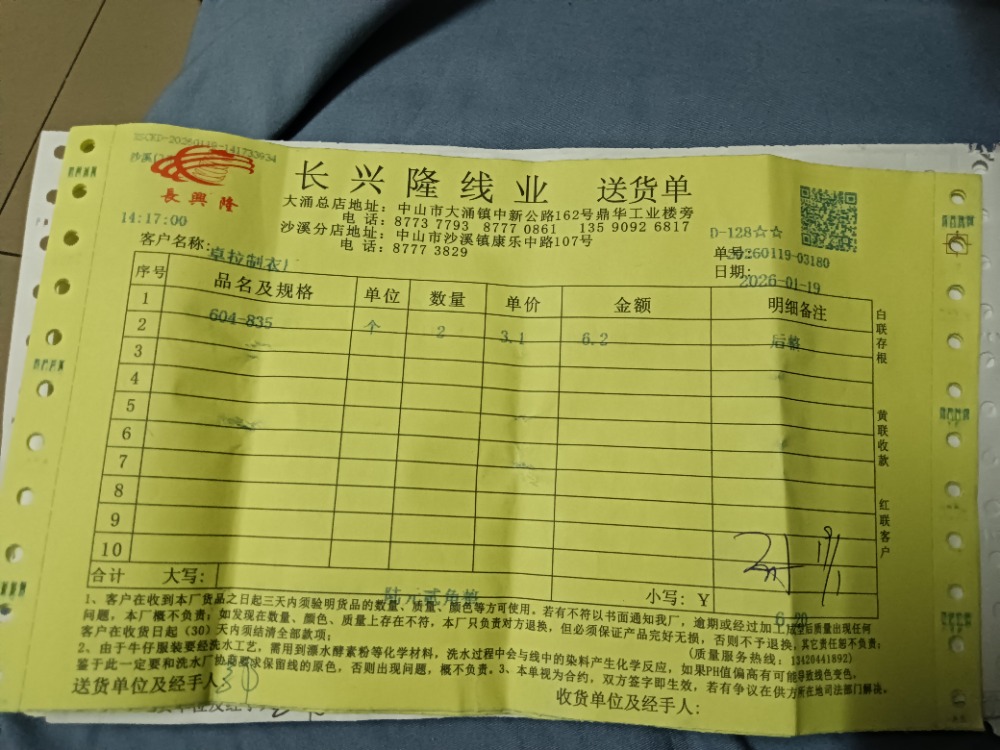 長興隆
长兴隆线业 送货单
大涌总店地址：中山市大涌镇中新公路162号鼎华工业楼旁
电话：8773 7793 8777 0861 135 9092 6817
沙溪分店地址：中山市沙溪镇康乐中路107号
电话：8777 3829
14:17:00
D-128☆☆
客户名称：卓拉制衣厂
单号：20260119-03180
日期：2026-01-19
序号 品名及规格 单位 数量 单价 金额 明细备注
1 604-835 个 2 3.1 6.2 后整
2
3
4
5
6
7
8
9
10
白联存根
黄联收款
红联客户
合计 大写：陆元贰角整 小写：Y 6.20
1、客户在收到本厂货品之日起三天内须验明货品的数量、质量、颜色等方可使用。若有不符以书面通知我厂，逾期或经过加工成型后质量出现任何
问题，本厂概不负责；如发现在数量、颜色、质量上存在不符，本厂只负责对方退换，但必须保证产品完好无损，否则不予退换，其它责任恕不负责；
客户在收货日起（30）天内须结清全部款项； （质量服务热线：13420441892）
2、由于牛仔服装要经洗水工艺，需用到漂水酵素粉等化学材料，洗水过程中会与线中的染料产生化学反应，如果PH值偏高有可能导致线色变色，
鉴于此一定要和洗水厂协商要求保留线的原色，否则出现问题，概不负责。3、本单视为合约，双方签字即生效，若有争议在供方所在地司法部门解决。
送货单位及经手人：
收货单位及经手人：